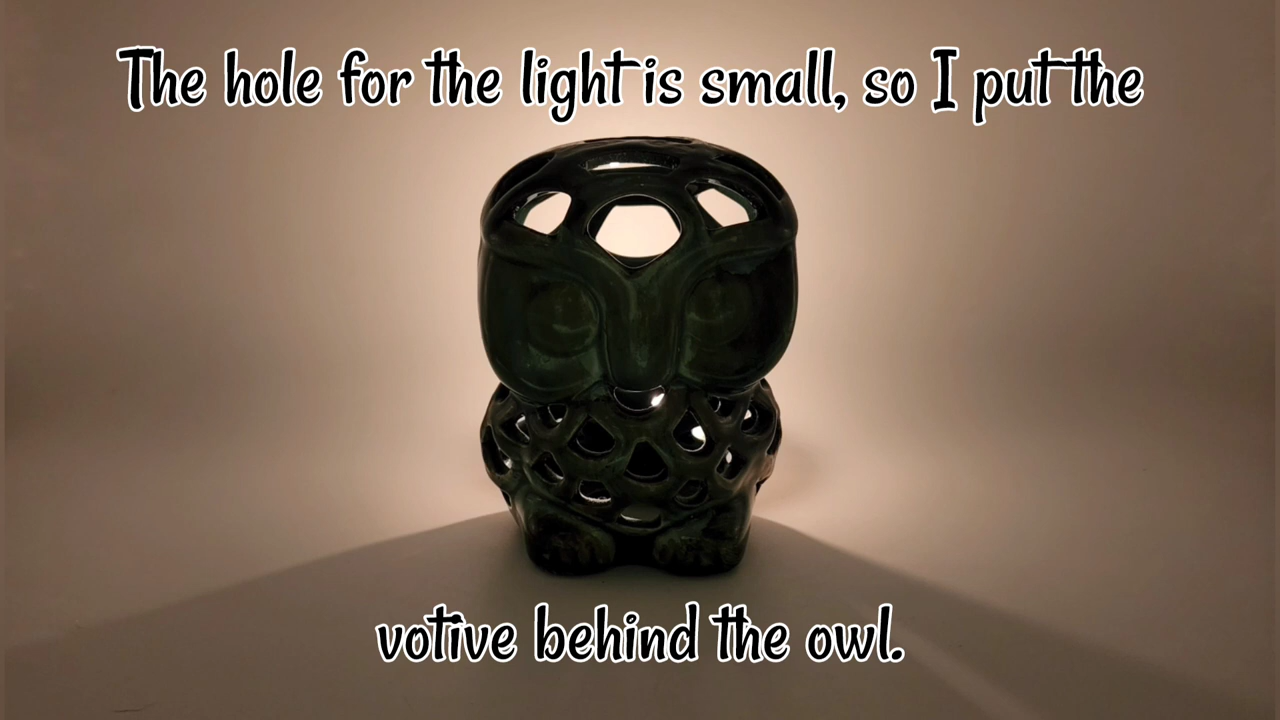 The hole for the light is small, so I put the
votive behind the owl.